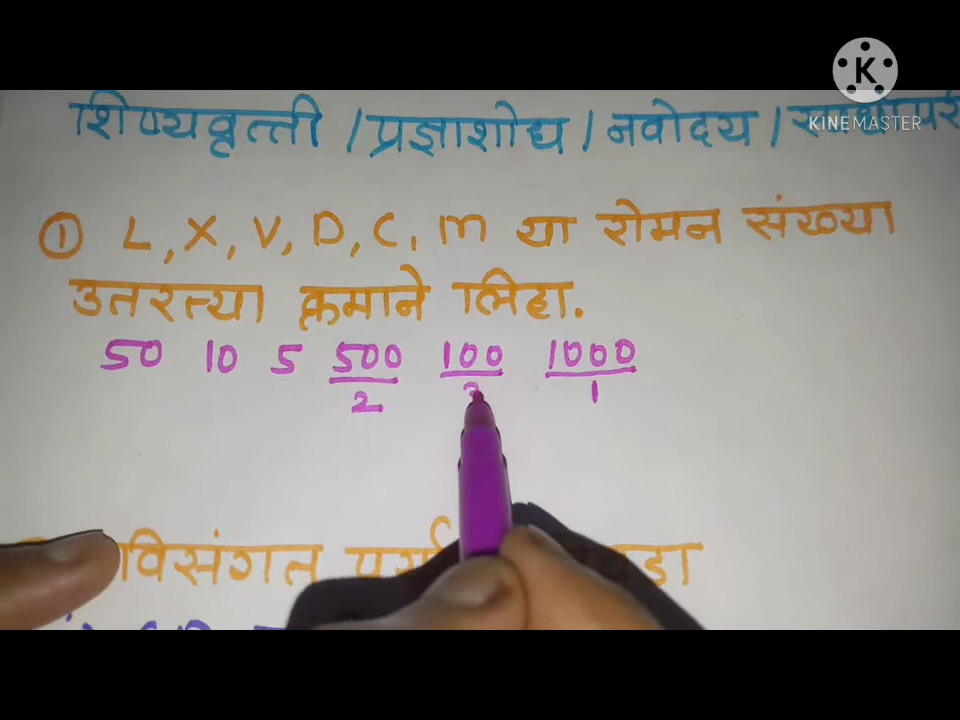 K
KINEMASTER
शिष्यवृत्ती / प्रज्ञाशोध / नवोदय /
① L, X, V, D, C, M या रोमन संख्या
उतरत्या क्रमाने लिहा.
50 10 5 500 100 1000
2 1
विसंगत